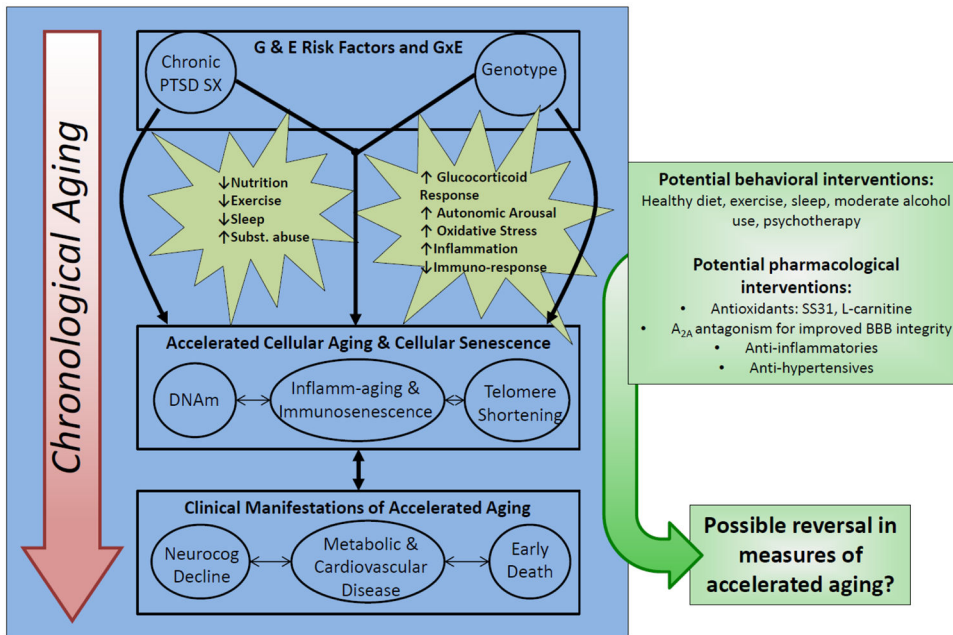 Chronological Aging
G & E Risk Factors and GxE
Chronic
PTSD SX
Genotype
↓Nutrition
↓Exercise
↓Sleep
↑Subst. abuse
↑ Glucocorticoid
Response
↑ Autonomic Arousal
↑ Oxidative Stress
↑Inflammation
↓Immuno-response
Accelerated Cellular Aging & Cellular Senescence
DNAm
Inflamm-aging &
Immunosenescence
Telomere
Shortening
Clinical Manifestations of Accelerated Aging
Neurocog
Decline
Metabolic &
Cardiovascular
Disease
Early
Death
Potential behavioral interventions:
Healthy diet, exercise, sleep, moderate alcohol
use, psychotherapy
Potential pharmacological
interventions:
• Antioxidants: SS31, L-carnitine
• A2A antagonism for improved BBB integrity
• Anti-inflammatories
• Anti-hypertensives
Possible reversal in
measures of
accelerated aging?